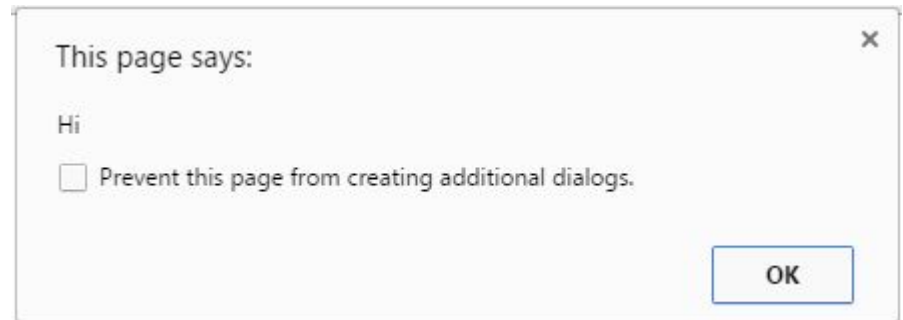 This page says:
Hi
Prevent this page from creating additional dialogs.
OK